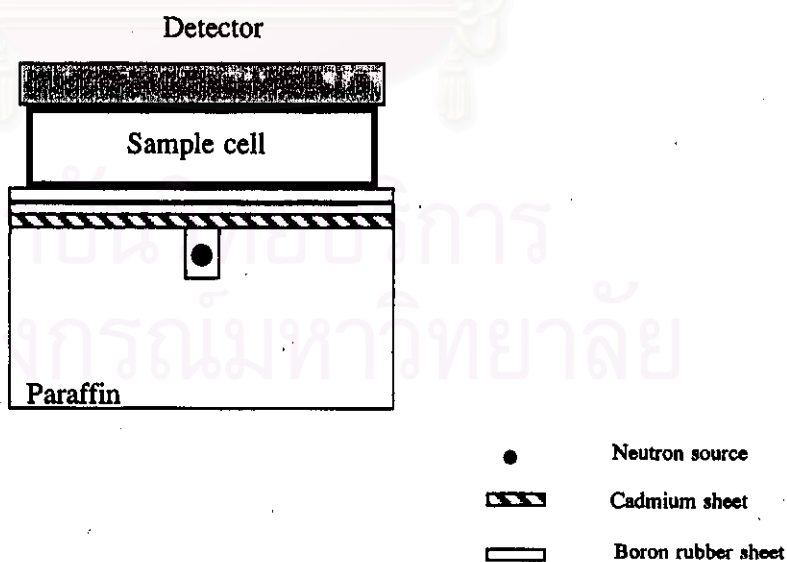 Detector
Sample cell
Paraffin
Neutron source
Cadmium sheet
Boron rubber sheet